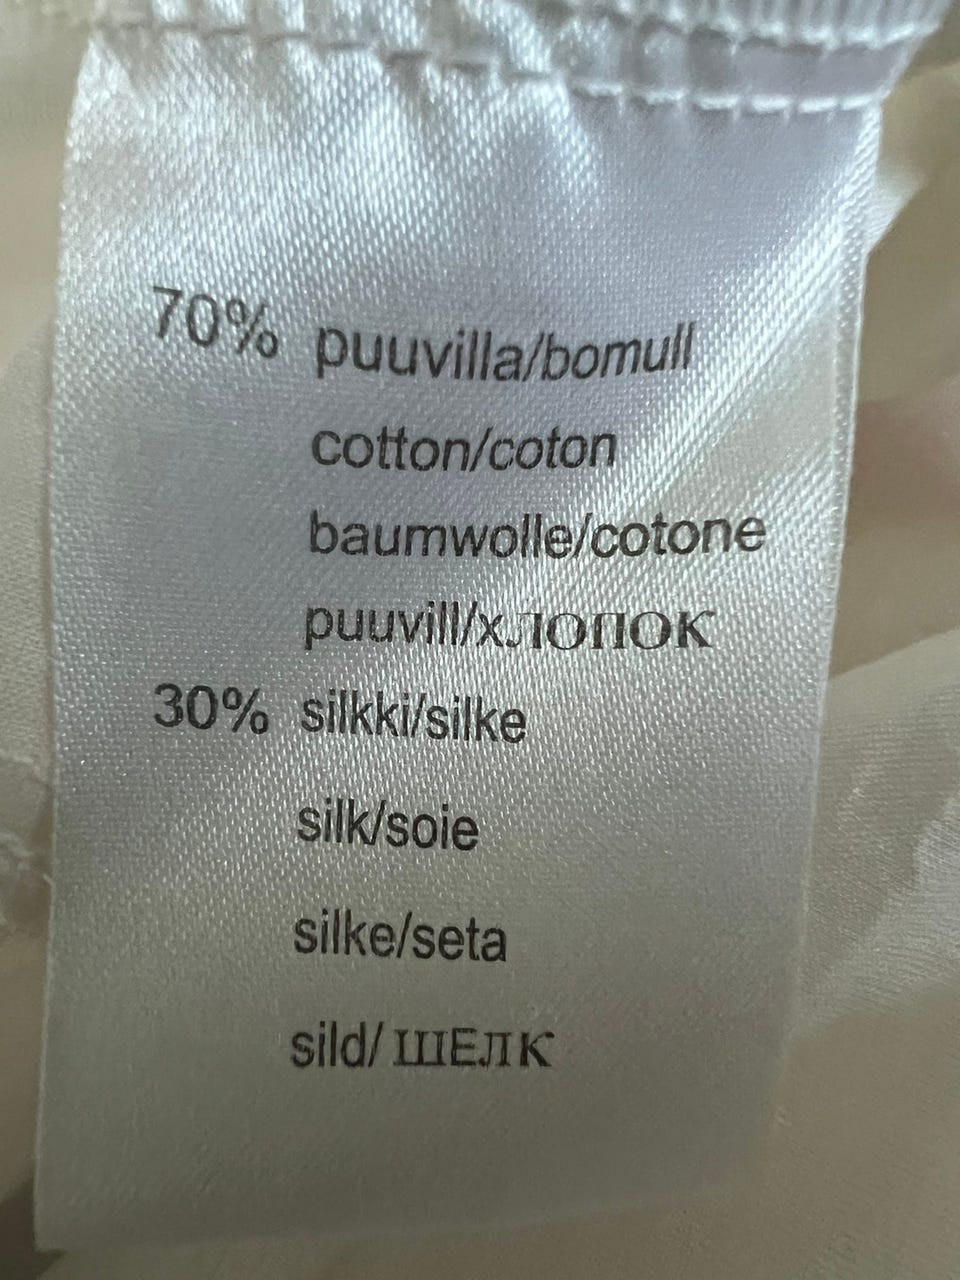 70% puuvilla/bomull
cotton/coton
baumwolle/cotone
puuvill/хлопок
30% silkki/silke
silk/soie
silke/seta
sild/ ШЕЛК